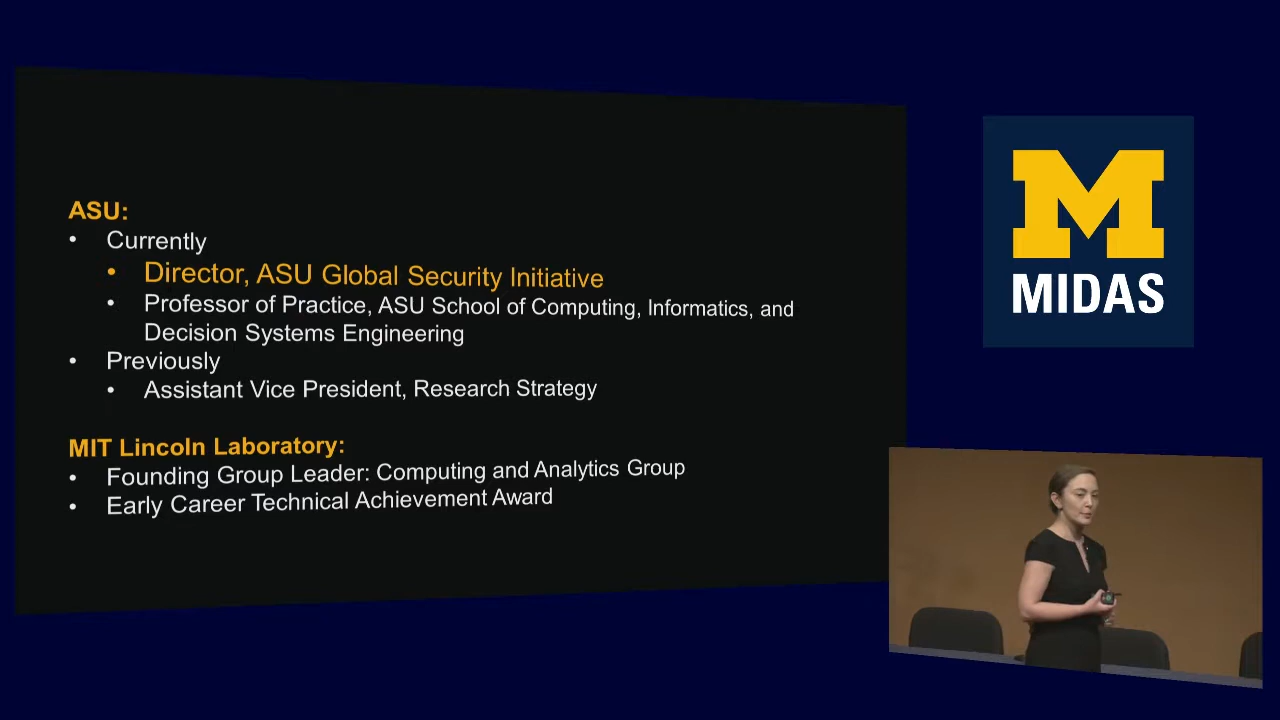 ASU:
• Currently
• Director, ASU Global Security Initiative
• Professor of Practice, ASU School of Computing, Informatics, and
Decision Systems Engineering
• Previously
• Assistant Vice President, Research Strategy
MIT Lincoln Laboratory:
• Founding Group Leader: Computing and Analytics Group
• Early Career Technical Achievement Award
M
MIDAS